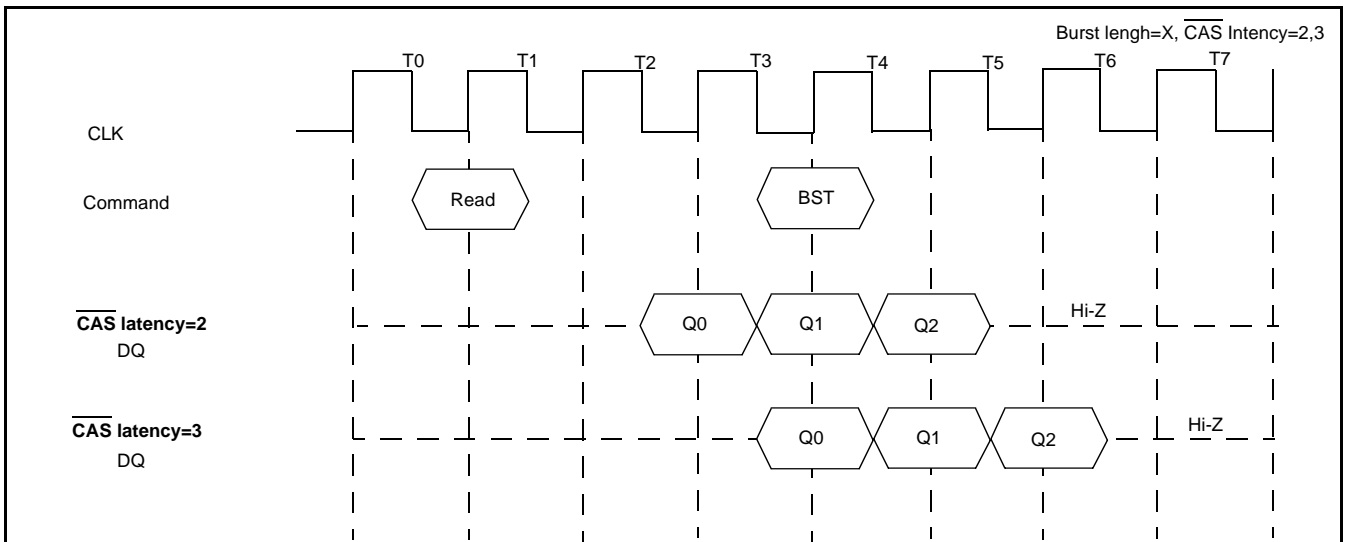 Burst lengh=X, CAS lntency=2,3
T0 T1 T2 T3 T4 T5 T6 T7
CLK
Command Read BST
CAS latency=2
DQ
Q0 Q1 Q2 Hi-Z
CAS latency=3
DQ
Q0 Q1 Q2 Hi-Z